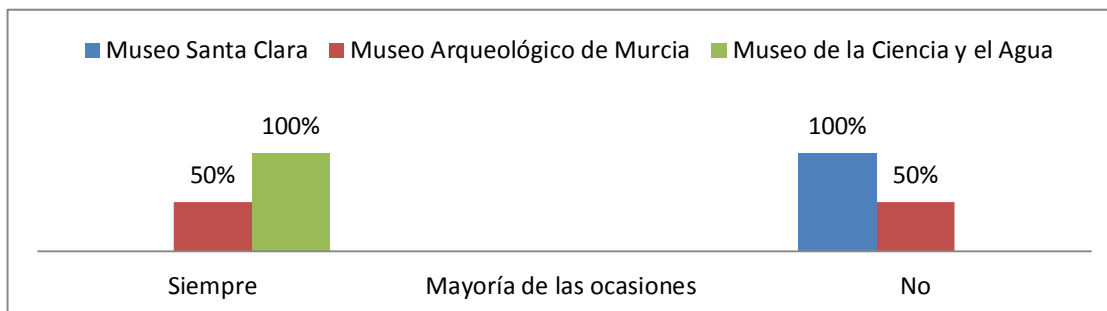 Museo Santa Clara Museo Arqueológico de Murcia Museo de la Ciencia y el Agua
100% 100%
50% 50%
Siempre Mayoría de las ocasiones No